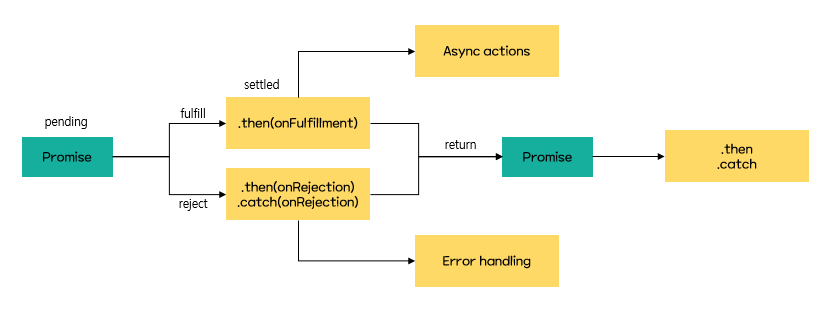 Async actions
settled
fulfill
.then(onFulfillment)
pending
Promise
return
Promise
.then
.catch
.then(onRejection)
.catch(onRejection)
reject
Error handling